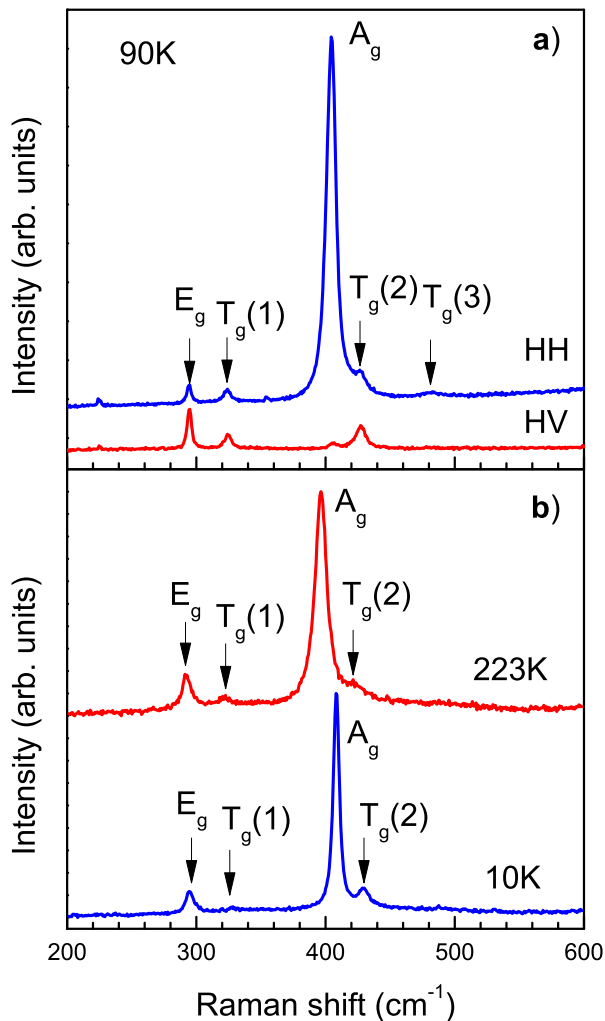 90K
A_g
a)
E_g
T_g(1)
T_g(2)
T_g(3)
HH
HV
Intensity (arb. units)
A_g
b)
E_g
T_g(1)
T_g(2)
223K
A_g
E_g
T_g(1)
T_g(2)
10K
Intensity (arb. units)
200 300 400 500 600
Raman shift (cm⁻¹)